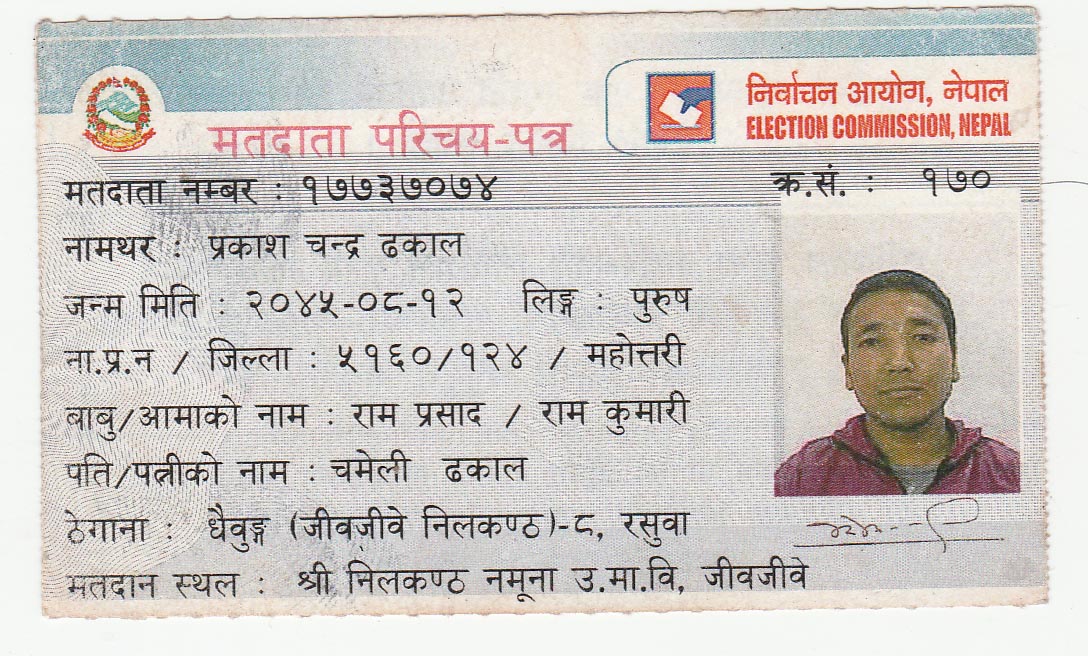 निर्वाचन आयोग, नेपाल
ELECTION COMMISSION, NEPAL
मतदाता परिचय-पत्र
मतदाता नम्बर : १७७३७०७४ क्र.सं. : १७०
नामथर : प्रकाश चन्द्र ढकाल
जन्म मिति : २०४५-०८-१२ लिङ्ग : पुरुष
ना.प्र.न / जिल्ला : ५१६०/१२४ / महोत्तरी
बाबु/आमाको नाम : राम प्रसाद / राम कुमारी
पति/पत्नीको नाम : चमेली ढकाल
ठेगाना : धैवुङ्ग (जीवजीवे निलकण्ठ)-८, रसुवा
मतदान स्थल : श्री निलकण्ठ नमूना उ.मा.वि, जीवजीवे